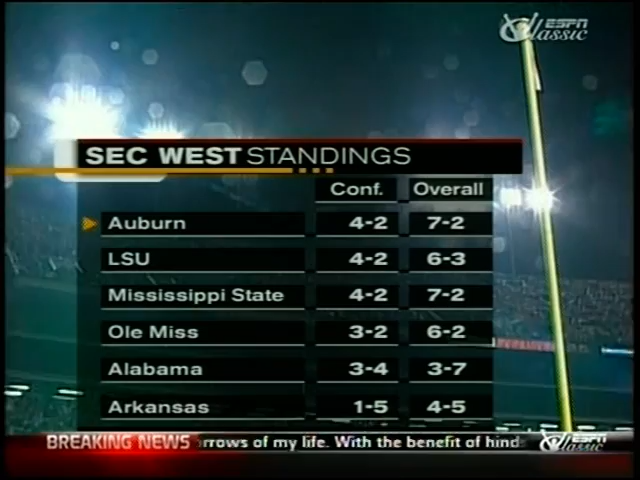 ESPN
Classic
SEC WEST STANDINGS
Conf. Overall
Auburn 4-2 7-2
LSU 4-2 6-3
Mississippi State 4-2 7-2
Ole Miss 3-2 6-2
Alabama 3-4 3-7
Arkansas 1-5 4-5
BREAKING NEWS rrows of my life. With the benefit of hind ESPN Classic